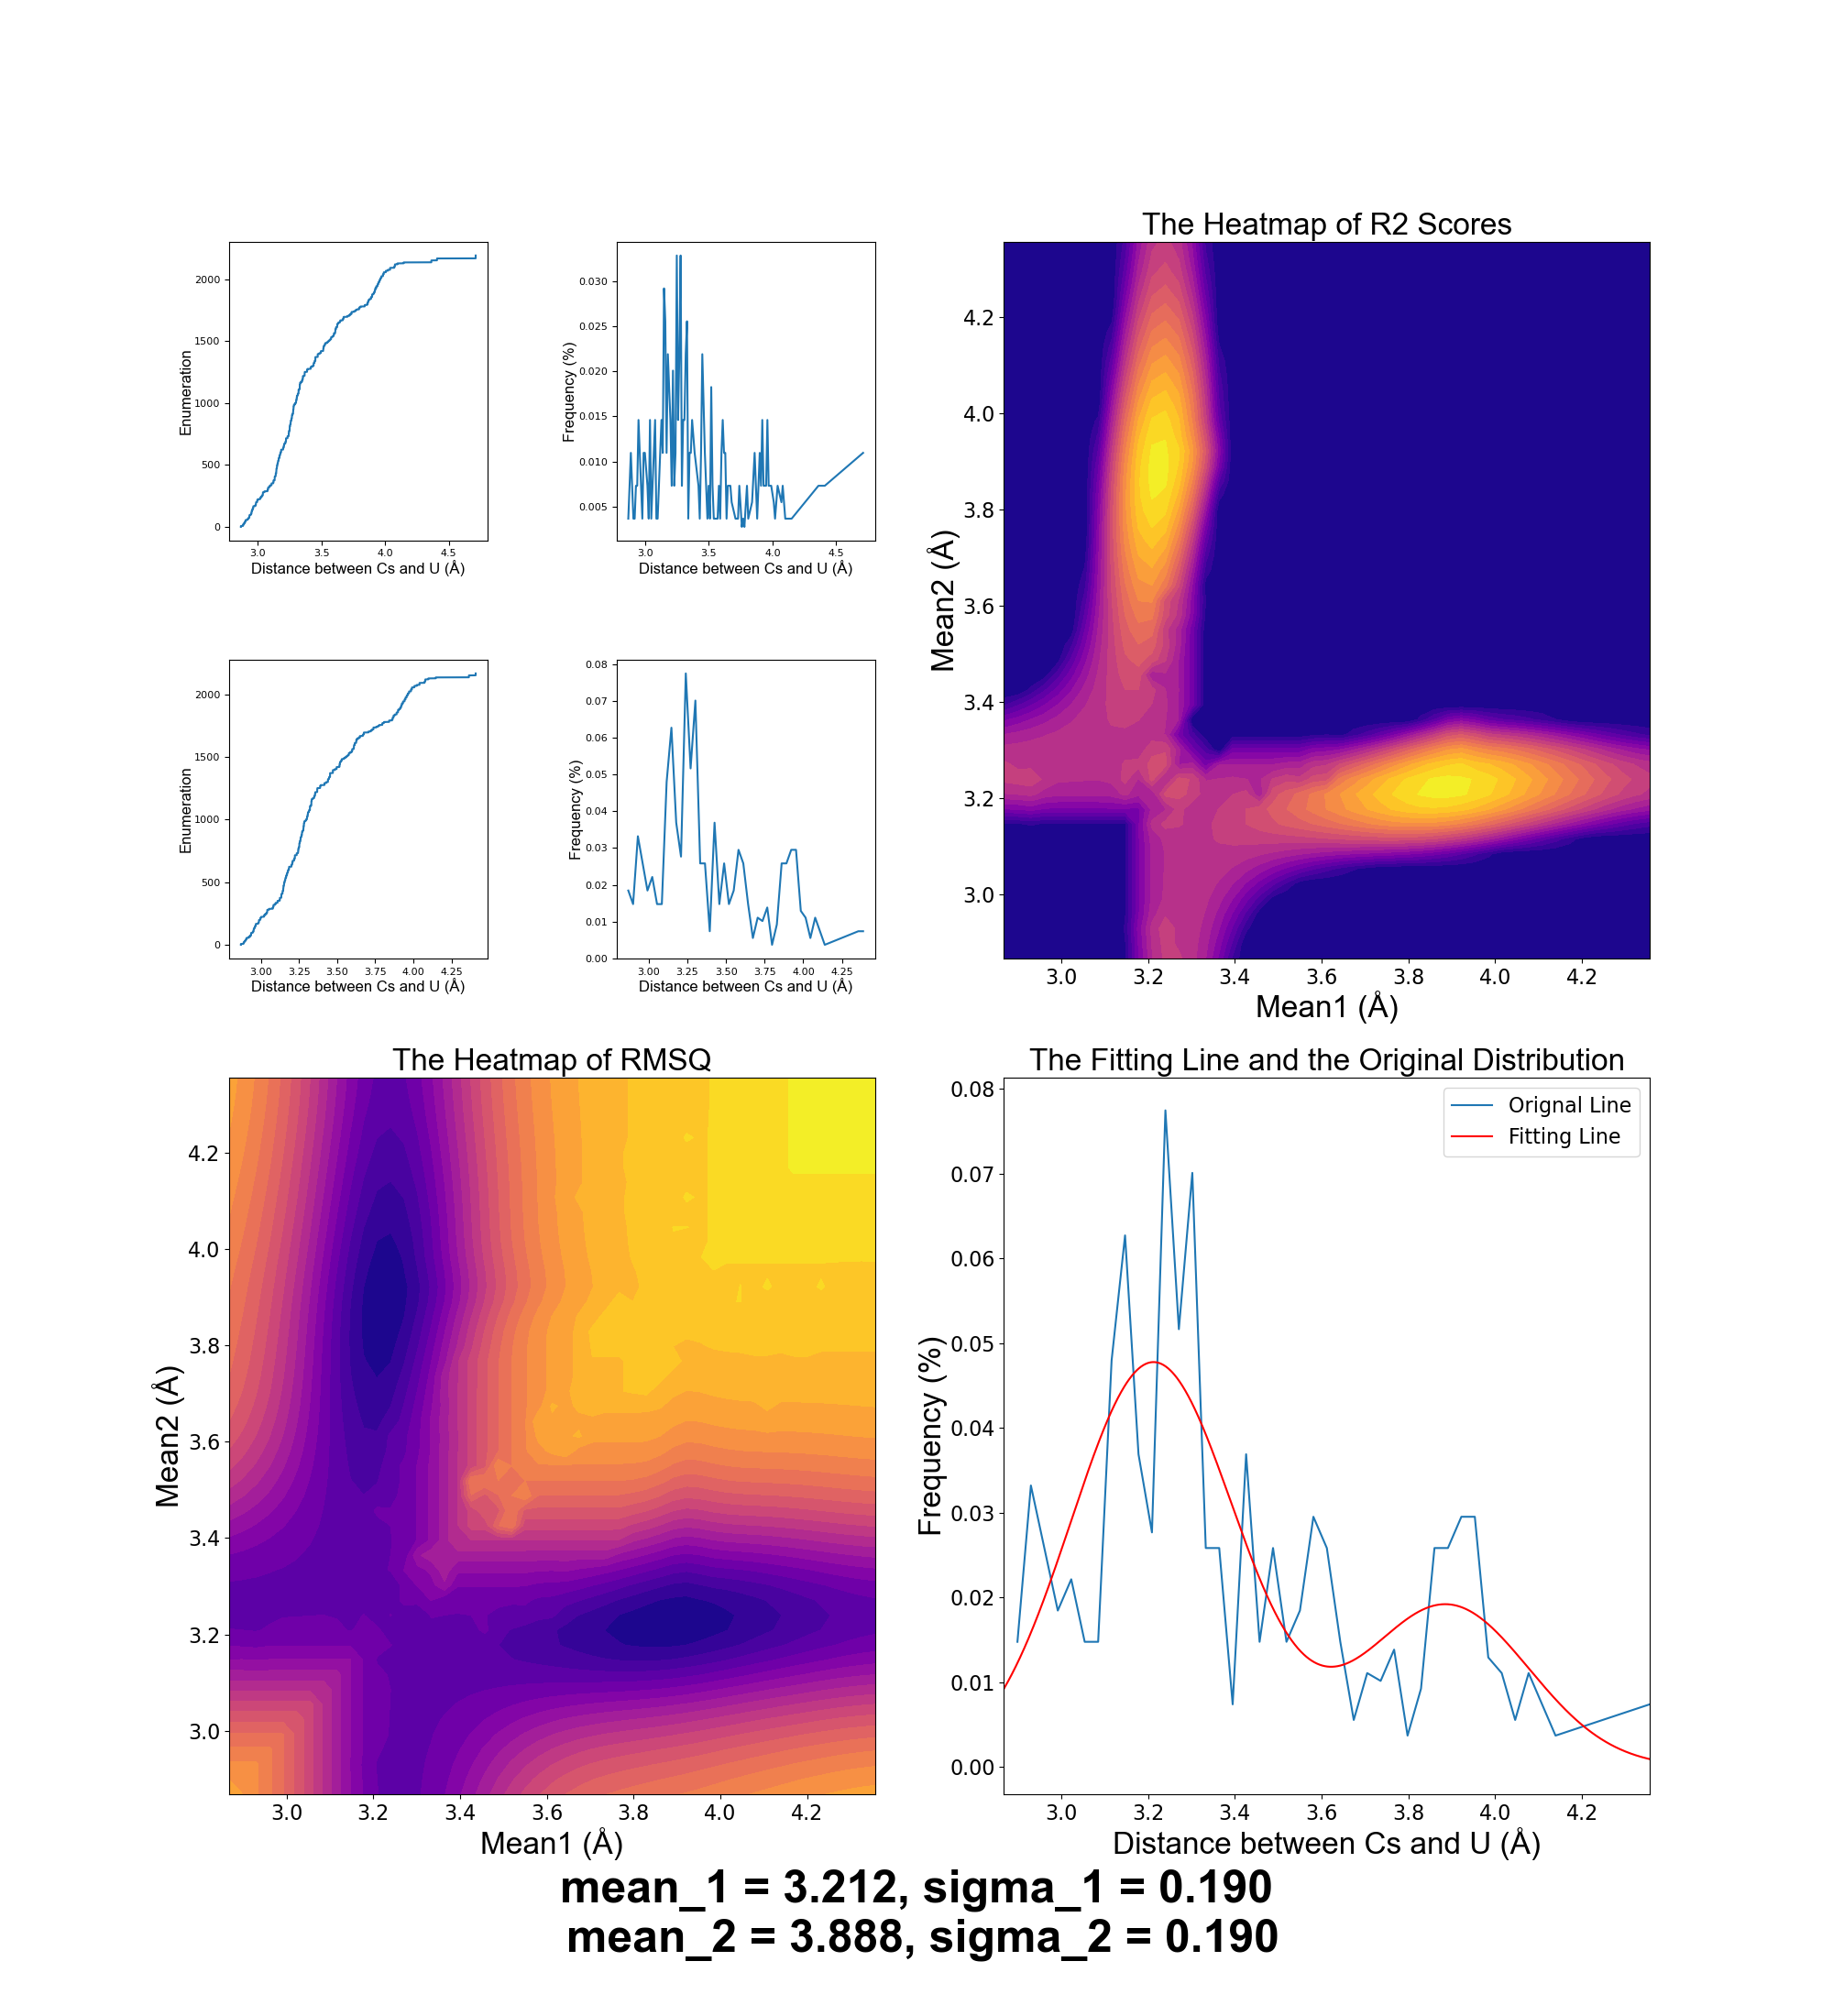 Enumeration
2000
1500
1000
500
0
3.0 3.5 4.0 4.5
Distance between Cs and U (Å)
Frequency (%)
0.030
0.025
0.020
0.015
0.010
0.005
3.0 3.5 4.0 4.5
Distance between Cs and U (Å)
Enumeration
2000
1500
1000
500
0
3.00 3.25 3.50 3.75 4.00 4.25
Distance between Cs and U (Å)
Frequency (%)
0.08
0.07
0.06
0.05
0.04
0.03
0.02
0.01
0.00
3.00 3.25 3.50 3.75 4.00 4.25
Distance between Cs and U (Å)
The Heatmap of R2 Scores
Mean2 (Å)
4.2
4.0
3.8
3.6
3.4
3.2
3.0
3.0 3.2 3.4 3.6 3.8 4.0 4.2
Mean1 (Å)
The Heatmap of RMSQ
Mean2 (Å)
4.2
4.0
3.8
3.6
3.4
3.2
3.0
3.0 3.2 3.4 3.6 3.8 4.0 4.2
Mean1 (Å)
The Fitting Line and the Original Distribution
Orignal Line
Fitting Line
Frequency (%)
0.08
0.07
0.06
0.05
0.04
0.03
0.02
0.01
0.00
3.0 3.2 3.4 3.6 3.8 4.0 4.2
Distance between Cs and U (Å)
mean_1 = 3.212, sigma_1 = 0.190
mean_2 = 3.888, sigma_2 = 0.190